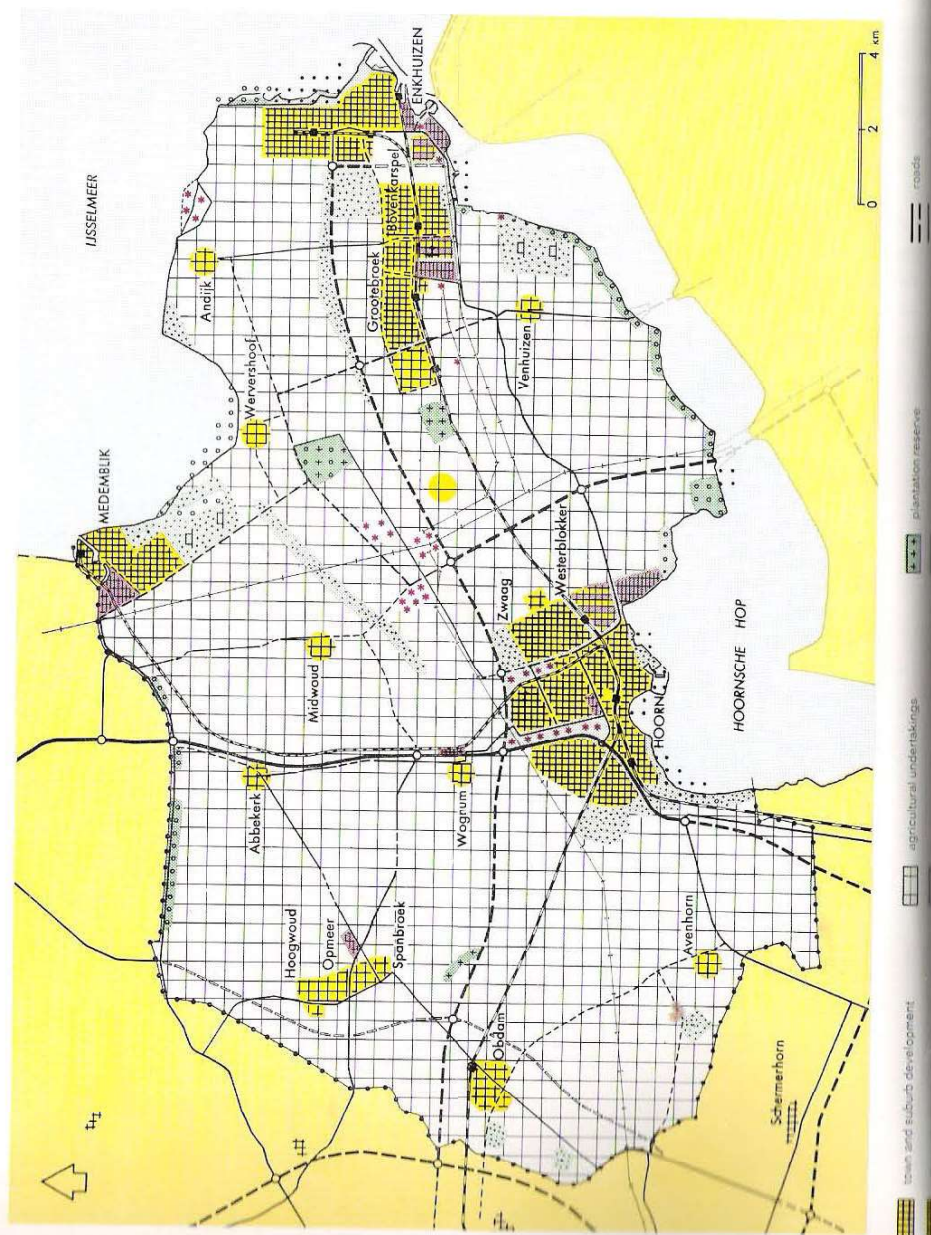 IJSSELMEER
MEDEMBLIK
Andijk
Wervershoof
ENKHUIZEN
Bovenkarspel
Grootebroek
Venhuizen
Midwoud
Abbekerk
Hoogwoud
Opmeer
Spanbroek
Wognum
Zwaag
Westerblokker
Obdam
HOORN
HOORNSCHE HOP
Avenhorn
Schermerhorn
0 2 4 km
town and suburb development
agricultural undertakings
plantation reserve
roads